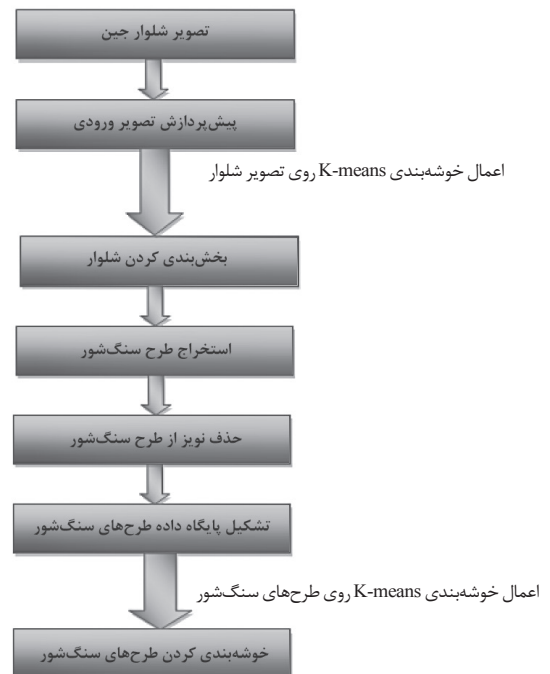 تصویر شلوار جین
پیش‌پردازش تصویر ورودی
اعمال خوشه‌بندی K-means روی تصویر شلوار
بخش‌بندی کردن شلوار
استخراج طرح سنگ‌شور
حذف نویز از طرح سنگ‌شور
تشکیل پایگاه داده طرح‌های سنگ‌شور
اعمال خوشه‌بندی K-means روی طرح‌های سنگ‌شور
خوشه‌بندی کردن طرح‌های سنگ‌شور